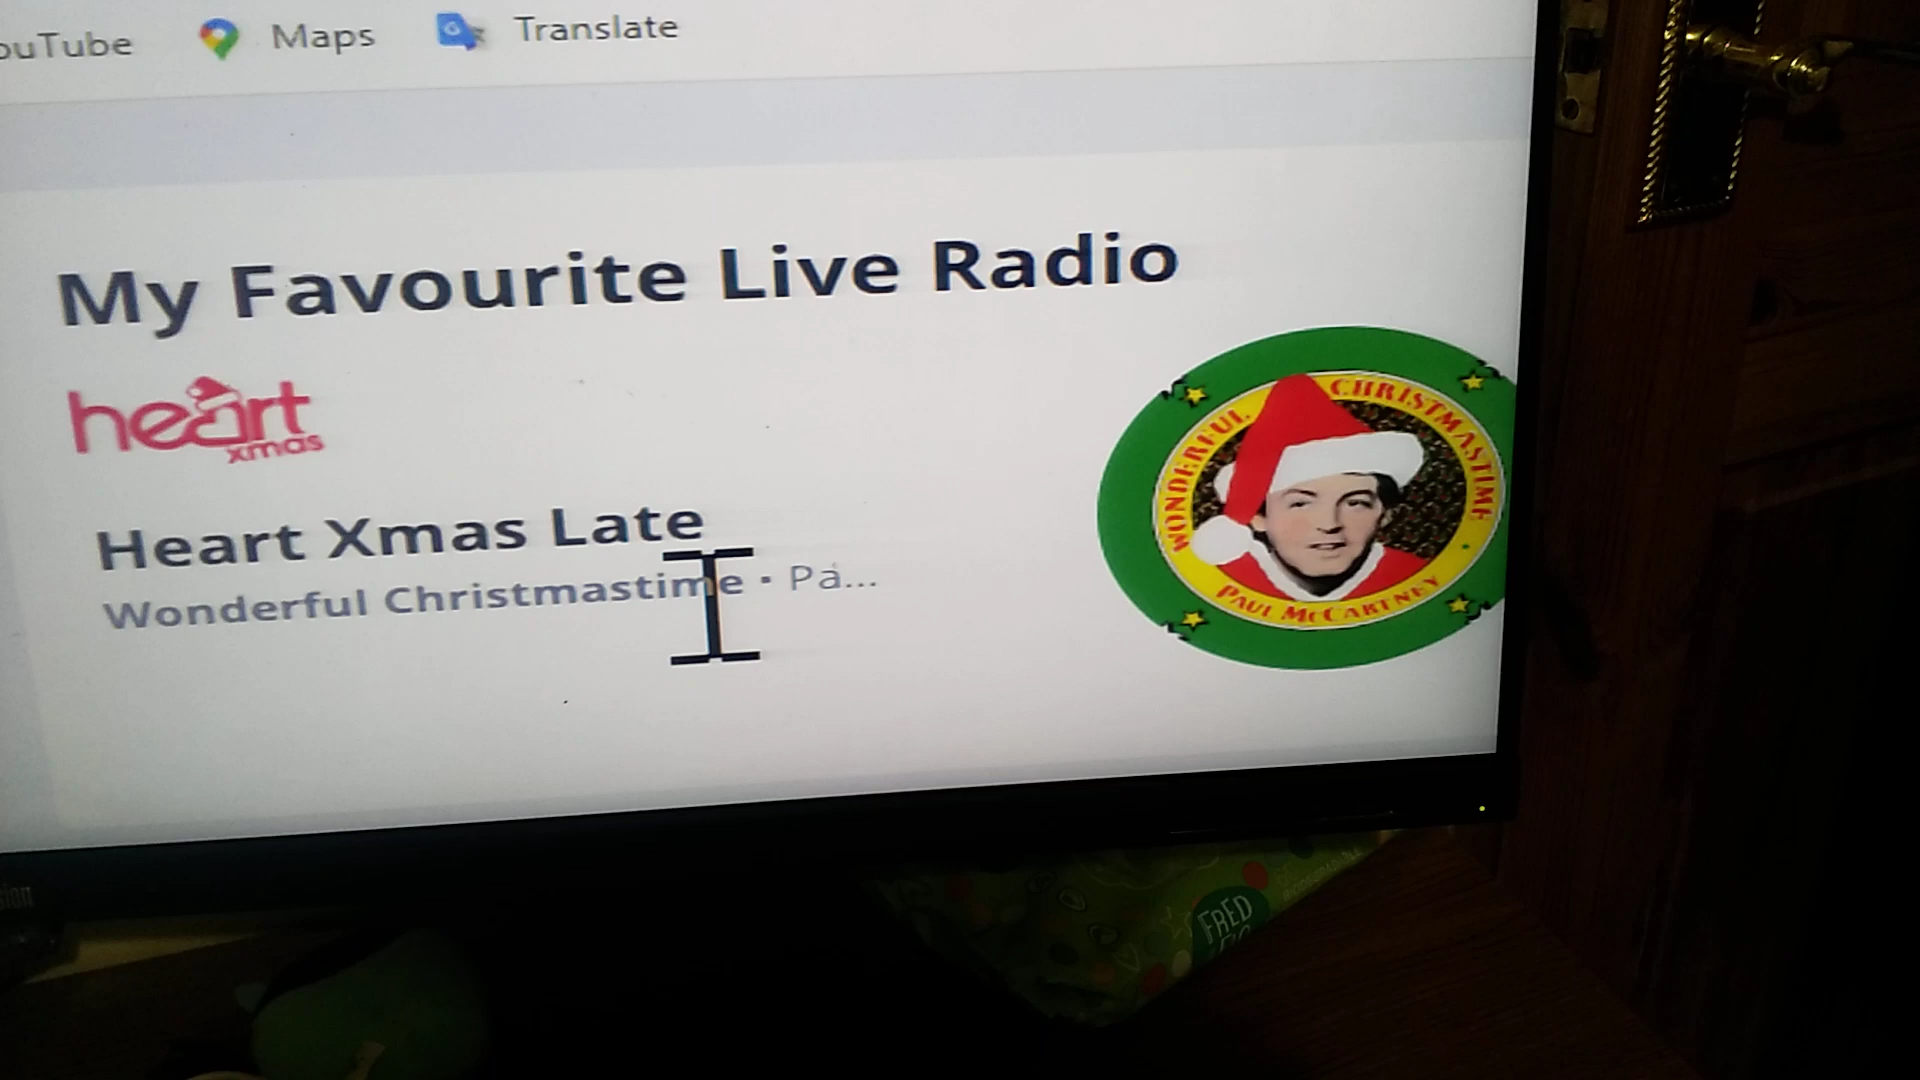 ouTube Maps Translate
My Favourite Live Radio
heart
xmas
Heart Xmas Late
Wonderful Christmastime • Pa...
WONDERFUL CHRISTMASTIME
PAUL McCARTNEY
FRED